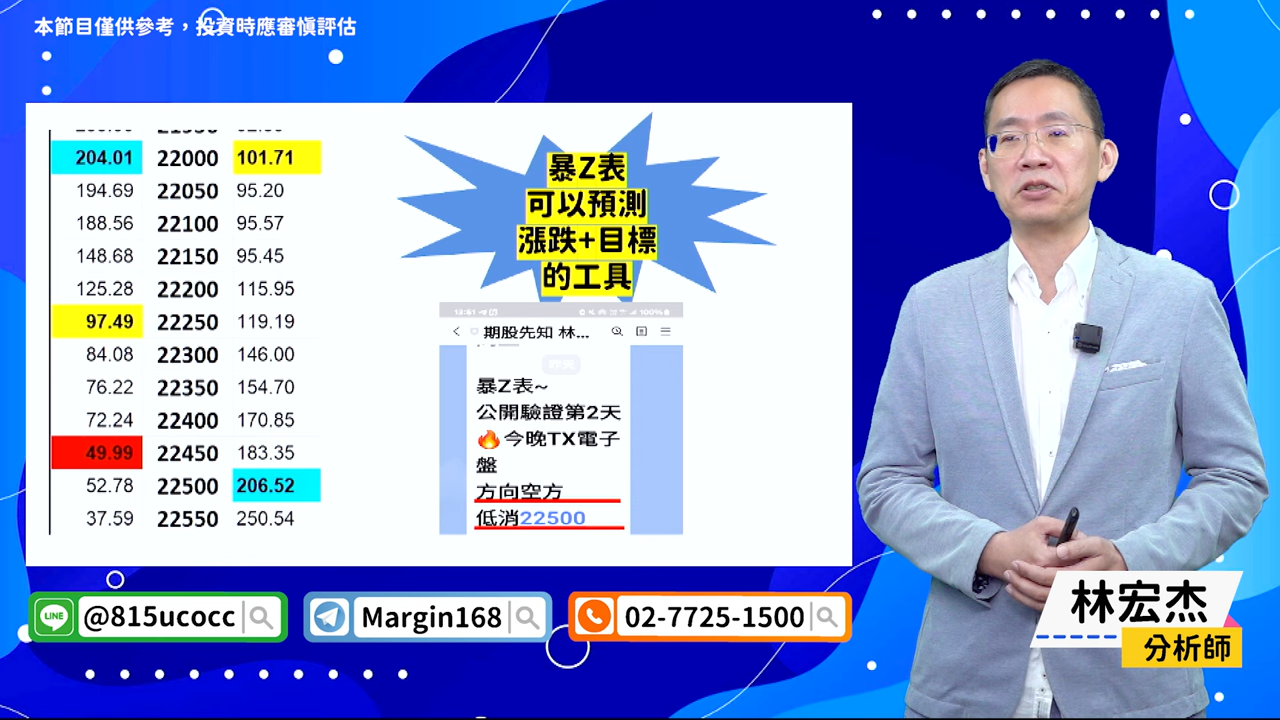 本節目僅供參考，投資時應審慎評估
204.01 22000 101.71
194.69 22050 95.20
188.56 22100 95.57
148.68 22150 95.45
125.28 22200 115.95
97.49 22250 119.19
84.08 22300 146.00
76.22 22350 154.70
72.24 22400 170.85
49.99 22450 183.35
52.78 22500 206.52
37.59 22550 250.54
暴Z表
可以預測
漲跌+目標
的工具
13:51 100%
期股先知 林...
昨天
暴Z表~
公開驗證第2天
🔥今晚TX電子
盤
方向空方
低消22500
LINE @815ucocc
Margin168
02-7725-1500
林宏杰
分析師